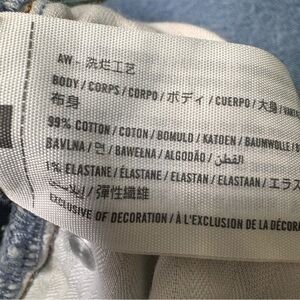 AW - 洗烂工艺
BODY / CORPS / CORPO / ボディ / CUERPO / 大身 /
布身
99% COTTON / COTON / BOMULD / KATOEN / BAUMWOLLE /
BAVLNA / 면 / BAWEŁNA / ALGODÃO / القطن /
1% ELASTANE / ÉLASTANE / ELASTAN / ELASTAAN / エラス
إيلاستين / 彈性纖維
EXCLUSIVE OF DECORATION / À L'EXCLUSION DE LA DÉCOR